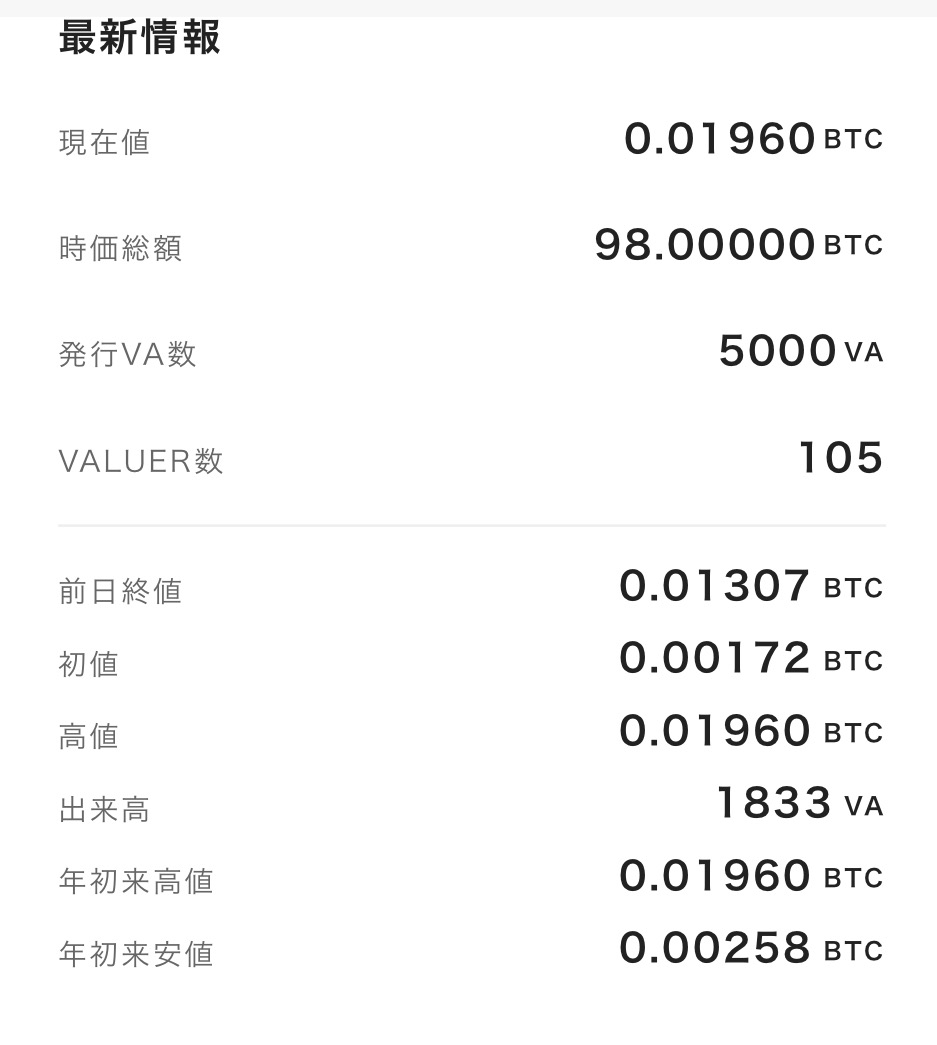 最新情報
現在値 0.01960 BTC
時価総額 98.00000 BTC
発行VA数 5000 VA
VALUER数 105
前日終値 0.01307 BTC
初値 0.00172 BTC
高値 0.01960 BTC
出来高 1833 VA
年初来高値 0.01960 BTC
年初来安値 0.00258 BTC